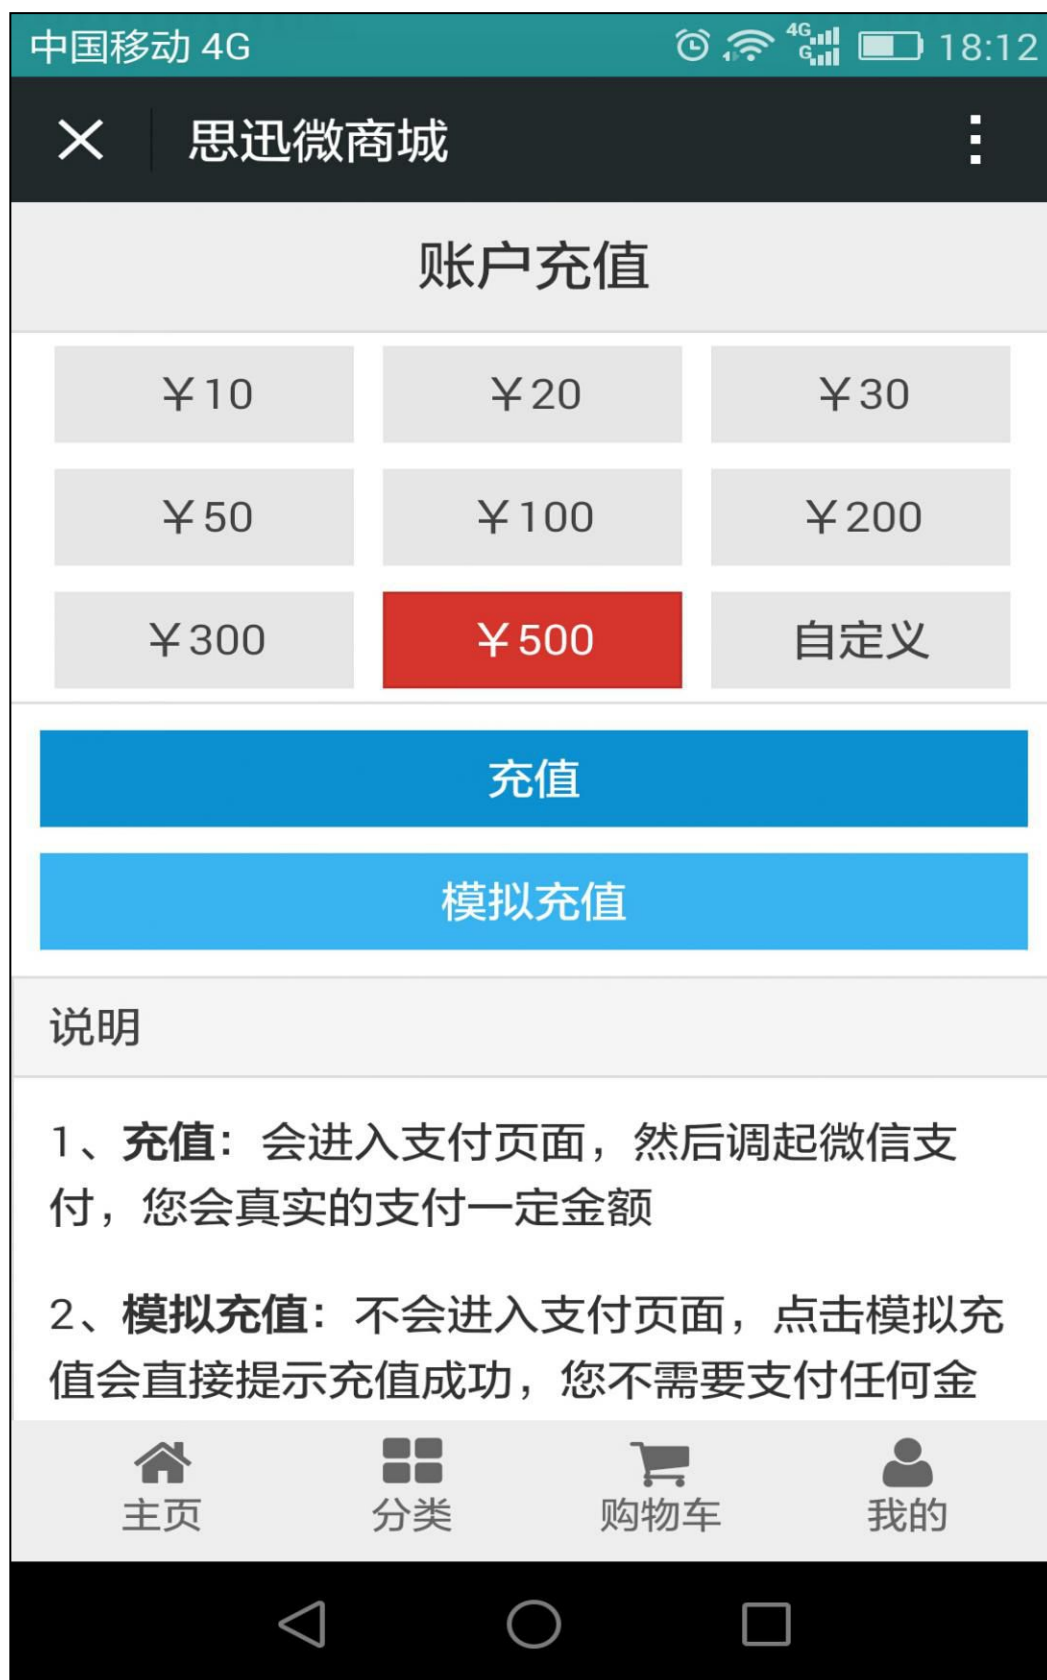 中国移动 4G 4G G 18:12
思迅微商城
账户充值
￥10 ￥20 ￥30
￥50 ￥100 ￥200
￥300 ￥500 自定义
充值
模拟充值
说明
1、充值：会进入支付页面，然后调起微信支
付，您会真实的支付一定金额
2、模拟充值：不会进入支付页面，点击模拟充
值会直接提示充值成功，您不需要支付任何金
主页 分类 购物车 我的